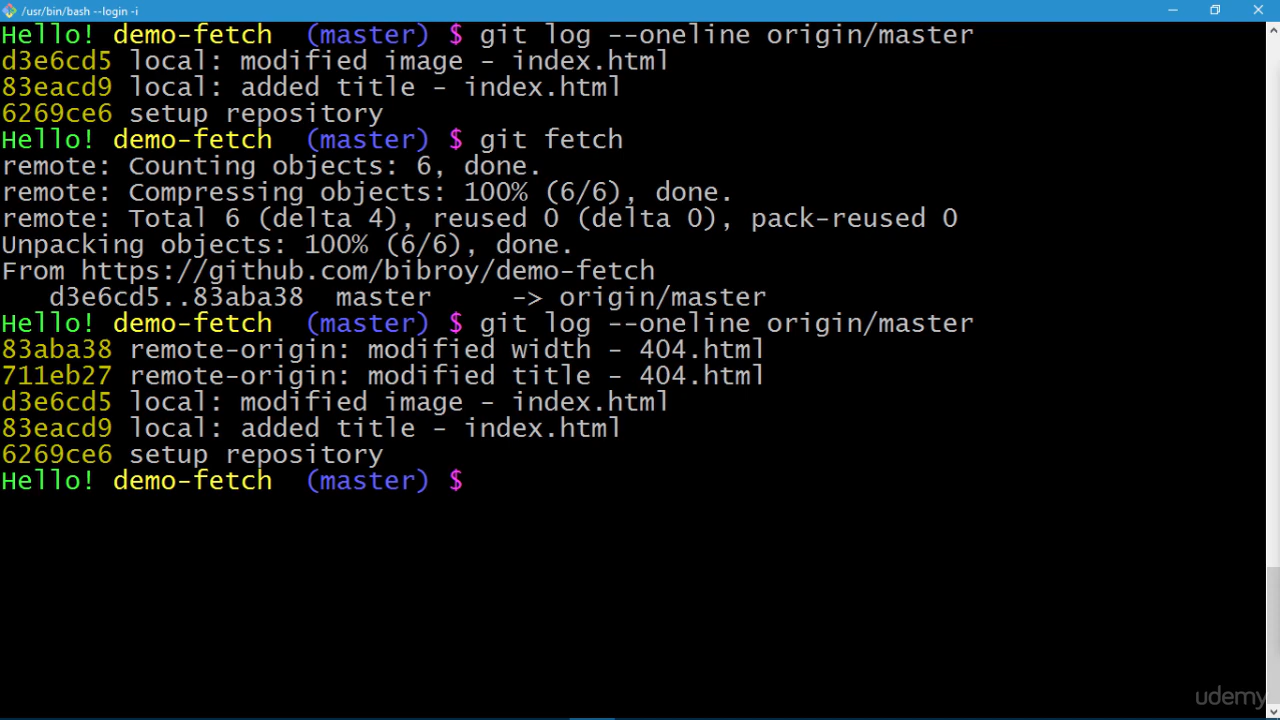 /usr/bin/bash --login -i
Hello! demo-fetch (master) $ git log --oneline origin/master
d3e6cd5 local: modified image - index.html
83eacd9 local: added title - index.html
6269ce6 setup repository
Hello! demo-fetch (master) $ git fetch
remote: Counting objects: 6, done.
remote: Compressing objects: 100% (6/6), done.
remote: Total 6 (delta 4), reused 0 (delta 0), pack-reused 0
Unpacking objects: 100% (6/6), done.
From https://github.com/bibroy/demo-fetch
   d3e6cd5..83aba38  master     -> origin/master
Hello! demo-fetch (master) $ git log --oneline origin/master
83aba38 remote-origin: modified width - 404.html
711eb27 remote-origin: modified title - 404.html
d3e6cd5 local: modified image - index.html
83eacd9 local: added title - index.html
6269ce6 setup repository
Hello! demo-fetch (master) $
udemy